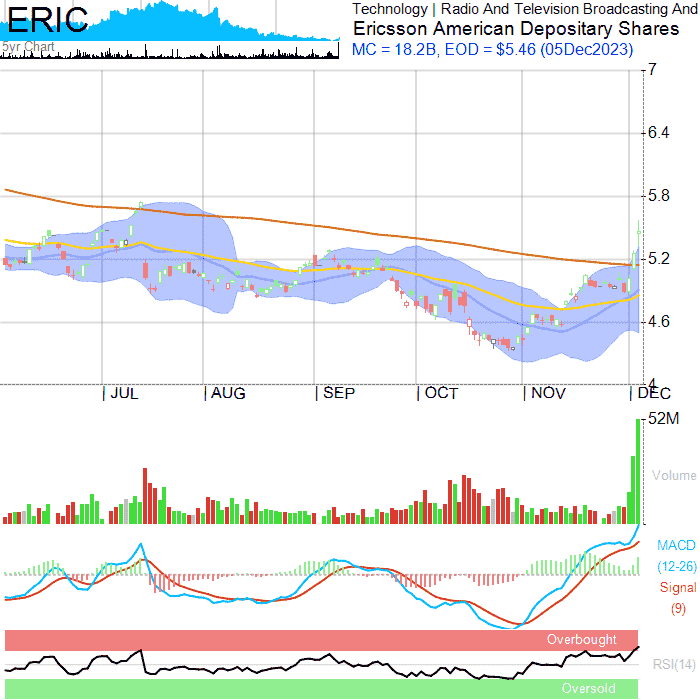 ERIC
5yr Chart
Technology | Radio And Television Broadcasting And
Ericsson American Depositary Shares
MC = 18.2B, EOD = $5.46 (05Dec2023)
7
6.4
5.8
5.2
4.6
4
JUL AUG SEP OCT NOV DEC
52M
Volume
MACD
(12-26)
Signal
(9)
Overbought
RSI(14)
Oversold